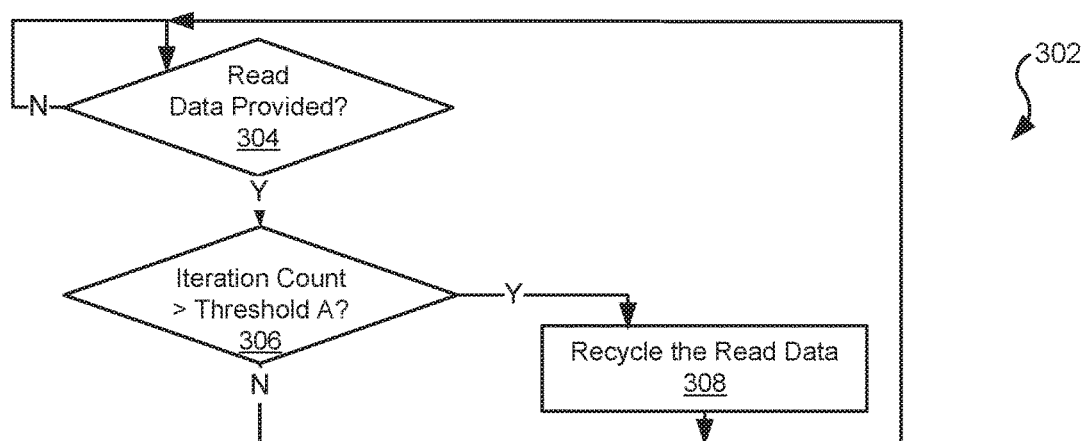 302
Read
Data Provided?
304
N
Y
Iteration Count
> Threshold A?
306
Y
Recycle the Read Data
308
N